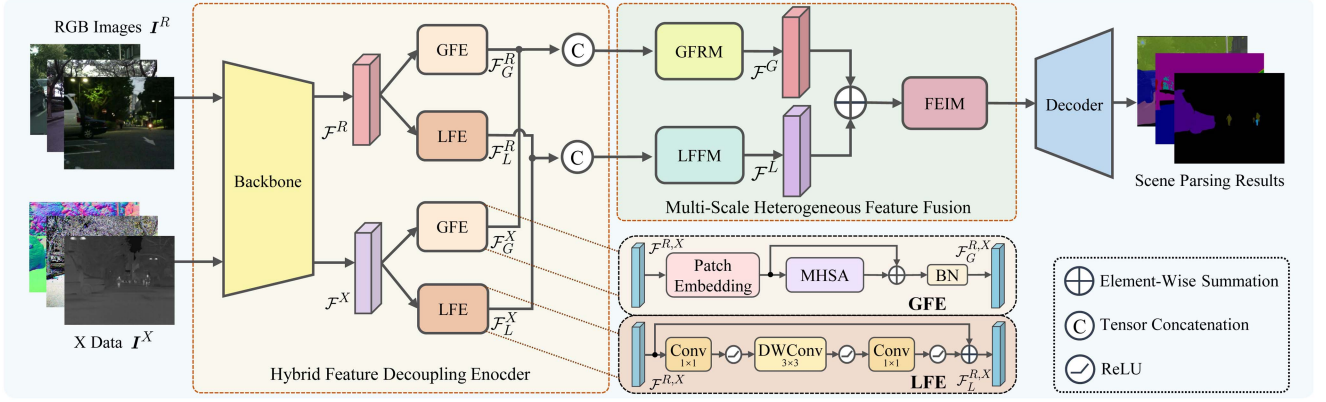 RGB Images I^R
X Data I^X
Backbone
F^R
F^X
GFE
F_G^R
LFE
F_L^R
GFE
F_G^X
LFE
F_L^X
Hybrid Feature Decoupling Enocder
C
C
GFRM
F^G
LFFM
F^L
FEIM
Multi-Scale Heterogeneous Feature Fusion
Decoder
Scene Parsing Results
F^{R,X}
Patch
Embedding
MHSA
BN
F_G^{R,X}
GFE
F^{R,X}
Conv
1×1
DWConv
3×3
Conv
1×1
F_L^{R,X}
LFE
Element-Wise Summation
C
Tensor Concatenation
ReLU